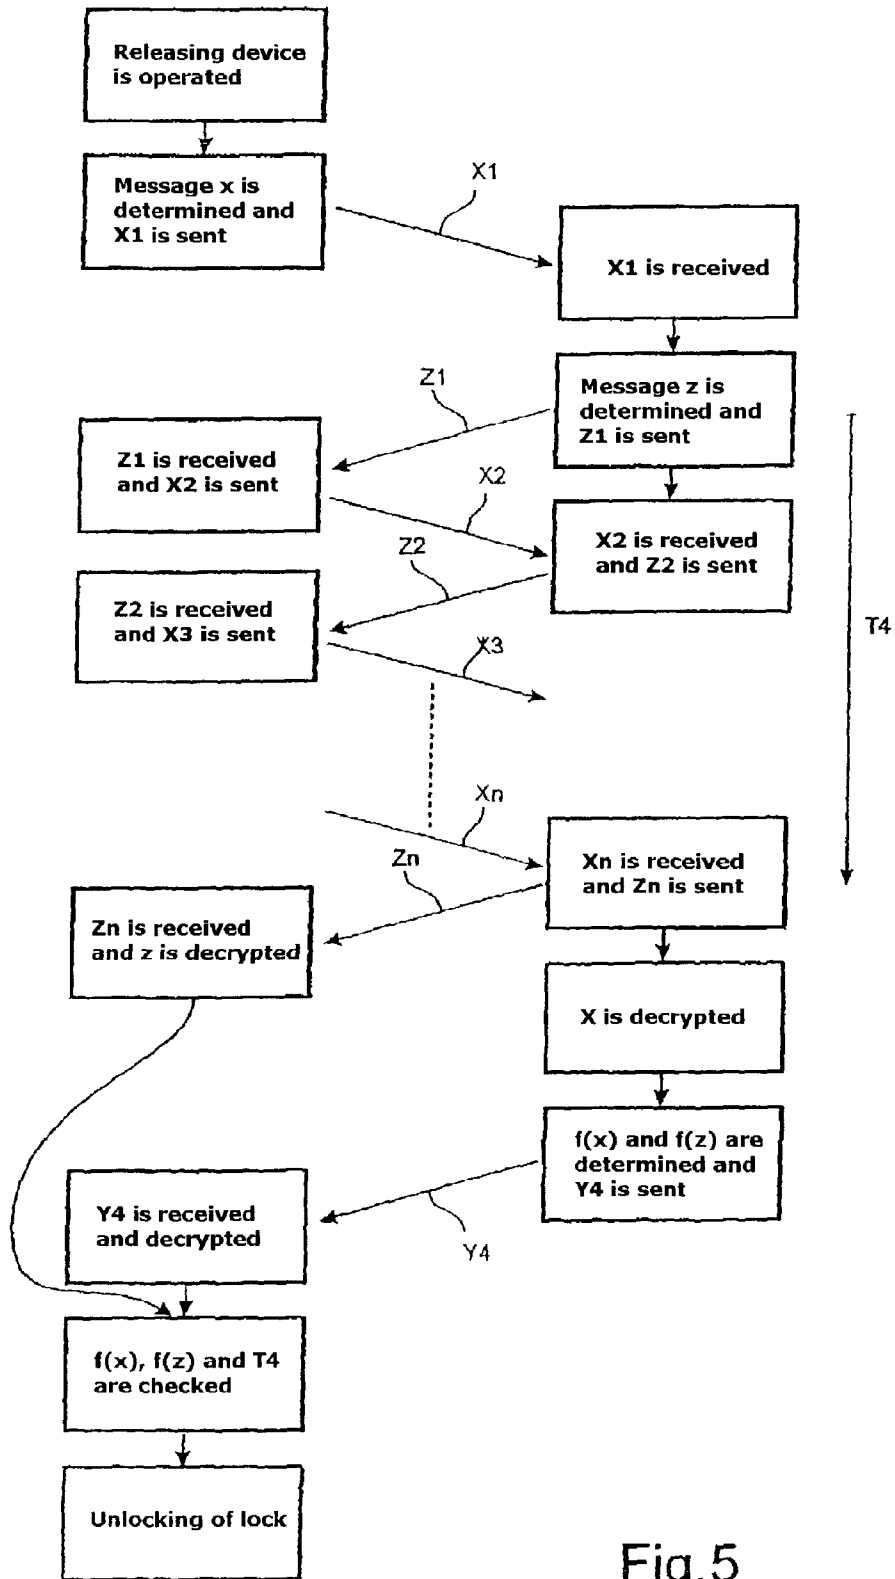 Releasing device
is operated
Message x is
determined and
X1 is sent
X1
X1 is received
Message z is
determined and
Z1 is sent
Z1
Z1 is received
and X2 is sent
X2
X2 is received
and Z2 is sent
Z2
Z2 is received
and X3 is sent
X3
T4
Xn
Xn is received
and Zn is sent
Zn
Zn is received
and z is decrypted
X is decrypted
f(x) and f(z) are
determined and
Y4 is sent
Y4
Y4 is received
and decrypted
f(x), f(z) and T4
are checked
Unlocking of lock
Fig.5